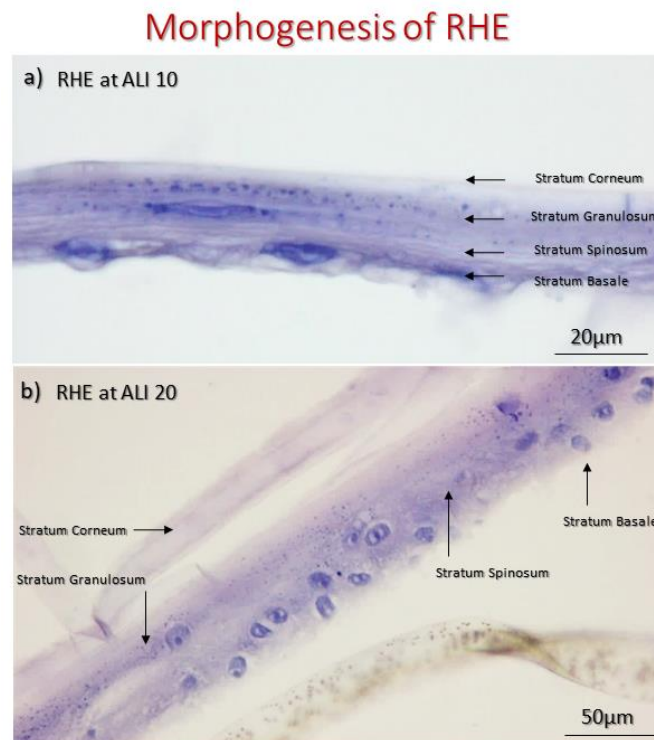 Morphogenesis of RHE
a) RHE at ALI 10
Stratum Corneum
Stratum Granulosum
Stratum Spinosum
Stratum Basale
20µm
b) RHE at ALI 20
Stratum Corneum
Stratum Granulosum
Stratum Basale
Stratum Spinosum
50µm